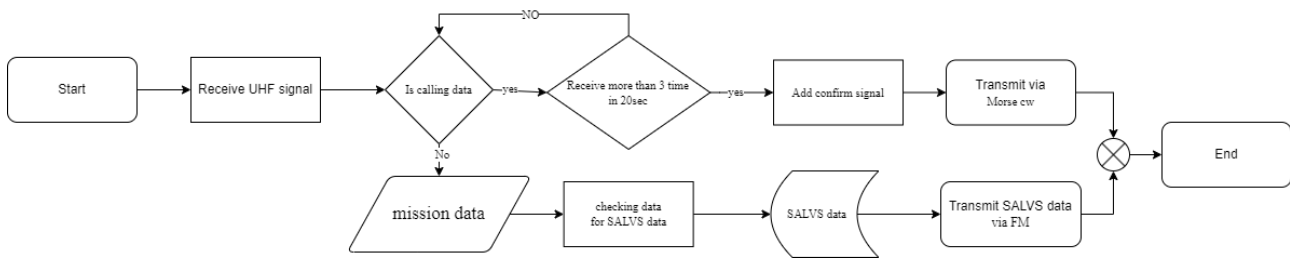 NO
Start
Receive UHF signal
Is calling data
yes
Receive more than 3 time
in 20sec
yes
Add confirm signal
Transmit via
Morse cw
End
No
mission data
checking data
for SALVS data
SALVS data
Transmit SALVS data
via FM